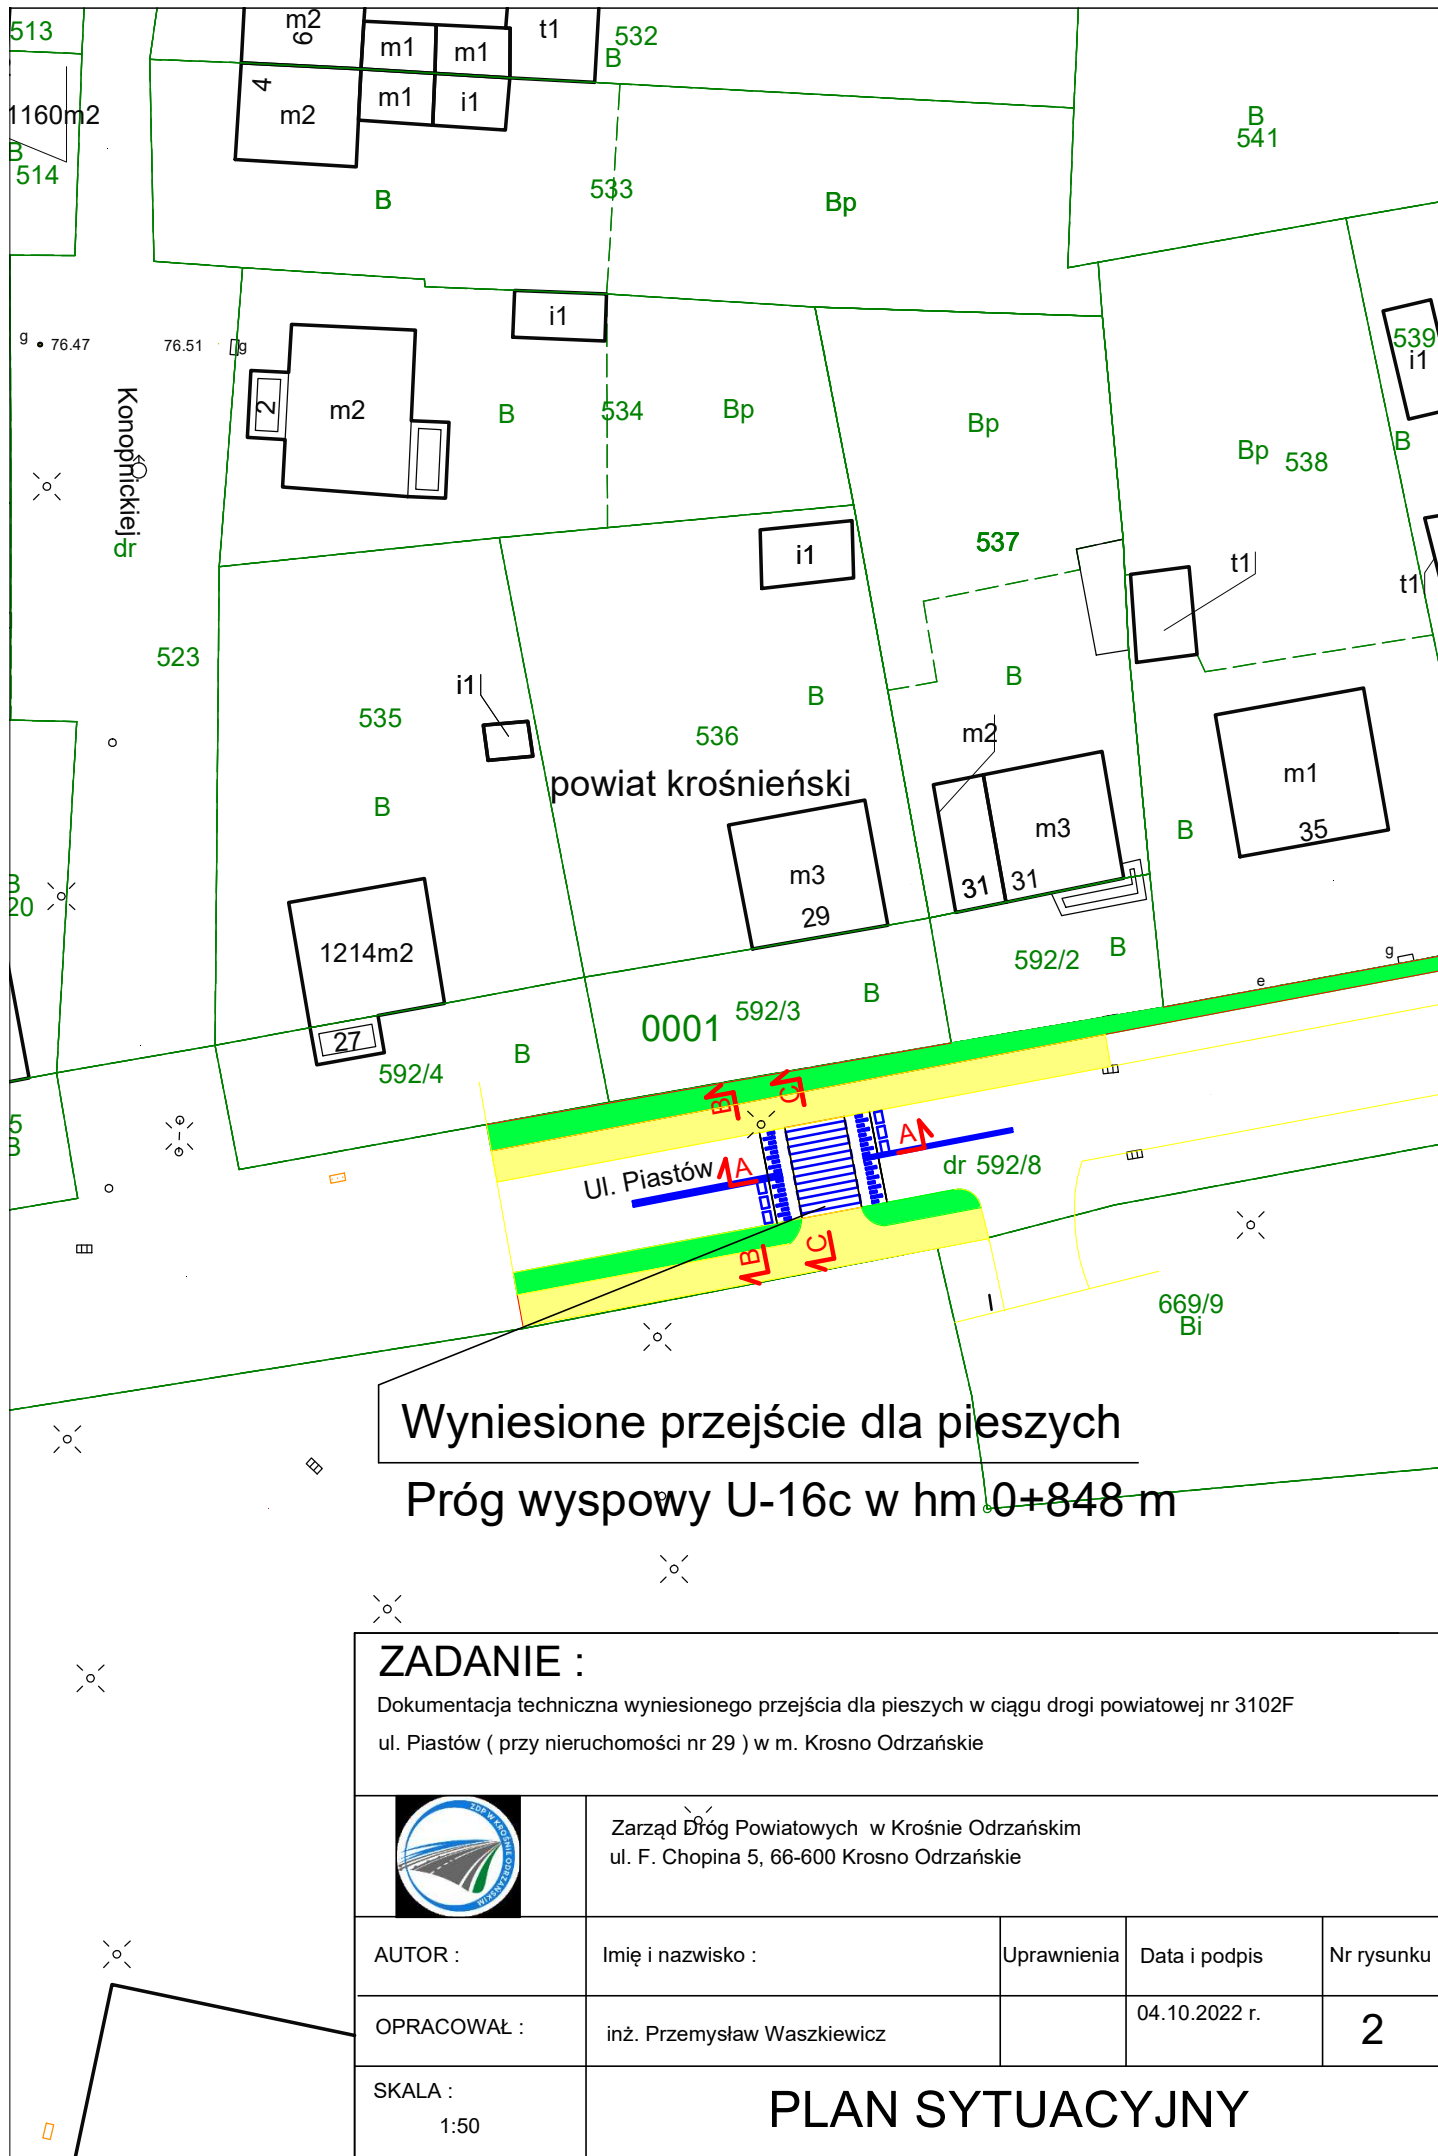 513
m2
6
m1
m1
t1
532
B
4
m2
m1
i1
1160m2
B
514
B
541
B
533
Bp
g
76.47
76.51
g
i1
539
i1
Konopnickiej
dr
2
m2
B
534
Bp
Bp
B
Bp
538
i1
537
t1
t1
523
i1
535
B
536
B
m2
powiat krośnieński
m1
35
B
m3
31
31
B
m3
29
B
20
1214m2
27
592/2
B
g
e
592/3
B
0001
B
592/4
5
B
B
C
A
A
Ul. Piastów
dr 592/8
B
C
l
669/9
Bi
Wyniesione przejście dla pieszych
Próg wyspowy U-16c w hm 0+848 m
ZADANIE :
Dokumentacja techniczna wyniesionego przejścia dla pieszych w ciągu drogi powiatowej nr 3102F
ul. Piastów ( przy nieruchomości nr 29 ) w m. Krosno Odrzańskie
ZDP W KROŚNIE ODRZAŃSKIM
Zarząd Dróg Powiatowych w Krośnie Odrzańskim
ul. F. Chopina 5, 66-600 Krosno Odrzańskie
AUTOR :
Imię i nazwisko :
Uprawnienia
Data i podpis
Nr rysunku
OPRACOWAŁ :
inż. Przemysław Waszkiewicz
04.10.2022 r.
2
SKALA :
1:50
PLAN SYTUACYJNY